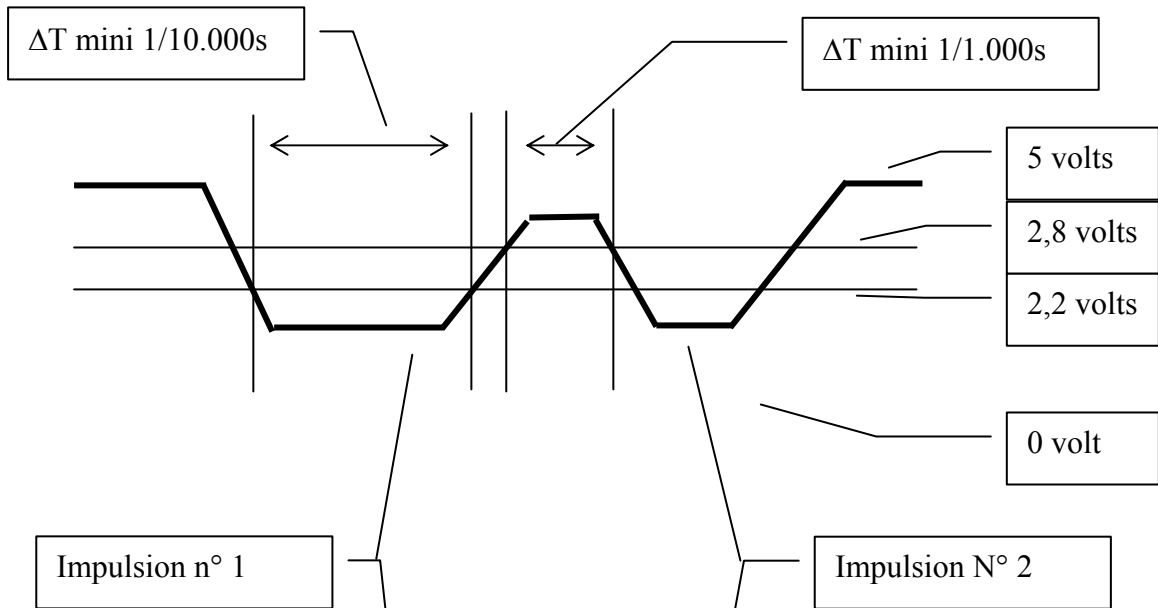 ΔT mini 1/10.000s
ΔT mini 1/1.000s
5 volts
2,8 volts
2,2 volts
0 volt
Impulsion n° 1
Impulsion N° 2